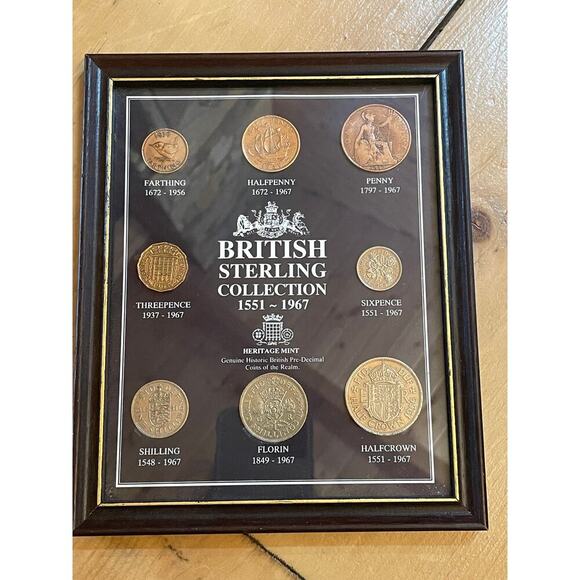 FARTHING
1672 - 1956
HALFPENNY
1672 - 1967
PENNY
1797 - 1967
BRITISH
STERLING
COLLECTION
1551 ~ 1967
HERITAGE MINT
Genuine Historic British Pre-Decimal
Coins of the Realm.
THREEPENCE
1937 - 1967
SIXPENCE
1551 - 1967
SHILLING
1548 - 1967
FLORIN
1849 - 1967
HALFCROWN
1551 - 1967